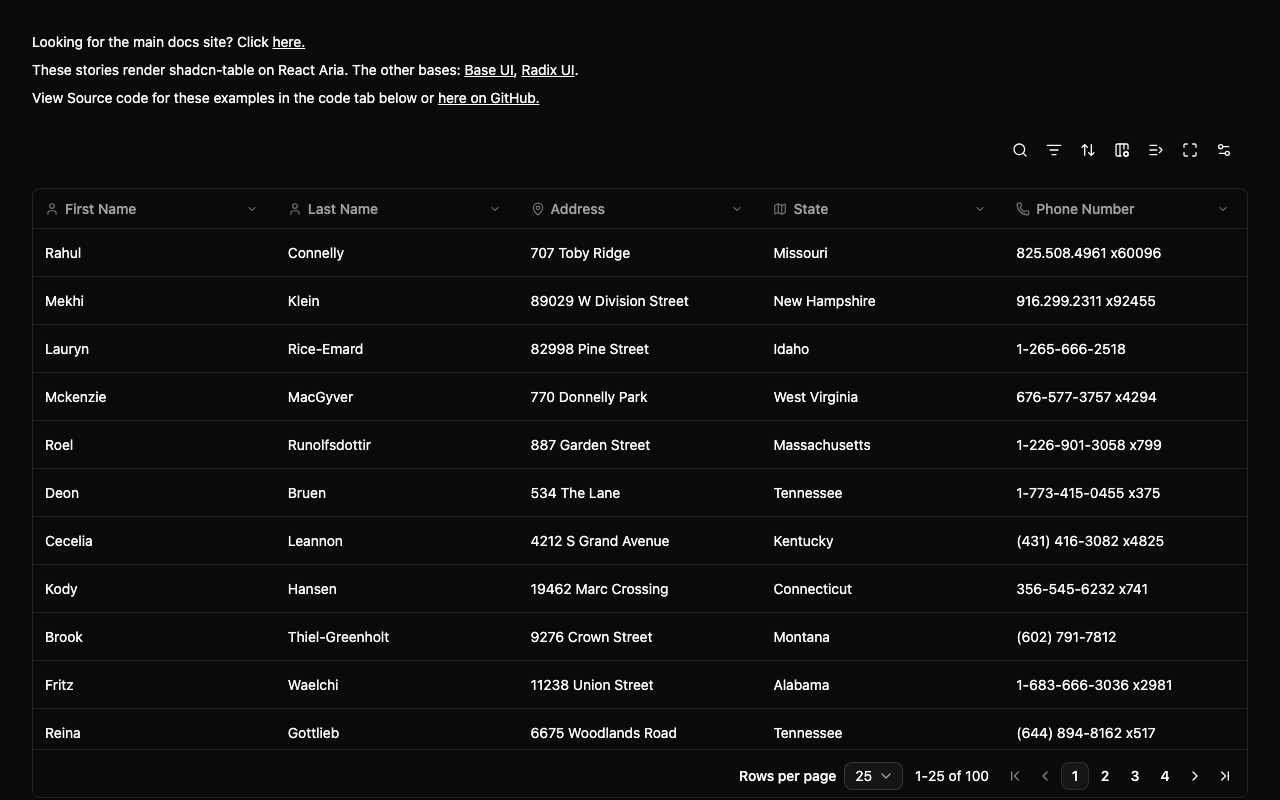 Looking for the main docs site? Click here.
These stories render shadcn-table on React Aria. The other bases: Base UI, Radix UI.
View Source code for these examples in the code tab below or here on GitHub.
First Name Last Name Address State Phone Number
Rahul Connelly 707 Toby Ridge Missouri 825.508.4961 x60096
Mekhi Klein 89029 W Division Street New Hampshire 916.299.2311 x92455
Lauryn Rice-Emard 82998 Pine Street Idaho 1-265-666-2518
Mckenzie MacGyver 770 Donnelly Park West Virginia 676-577-3757 x4294
Roel Runolfsdottir 887 Garden Street Massachusetts 1-226-901-3058 x799
Deon Bruen 534 The Lane Tennessee 1-773-415-0455 x375
Cecelia Leannon 4212 S Grand Avenue Kentucky (431) 416-3082 x4825
Kody Hansen 19462 Marc Crossing Connecticut 356-545-6232 x741
Brook Thiel-Greenholt 9276 Crown Street Montana (602) 791-7812
Fritz Waelchi 11238 Union Street Alabama 1-683-666-3036 x2981
Reina Gottlieb 6675 Woodlands Road Tennessee (644) 894-8162 x517
Rows per page 25 1-25 of 100 1 2 3 4